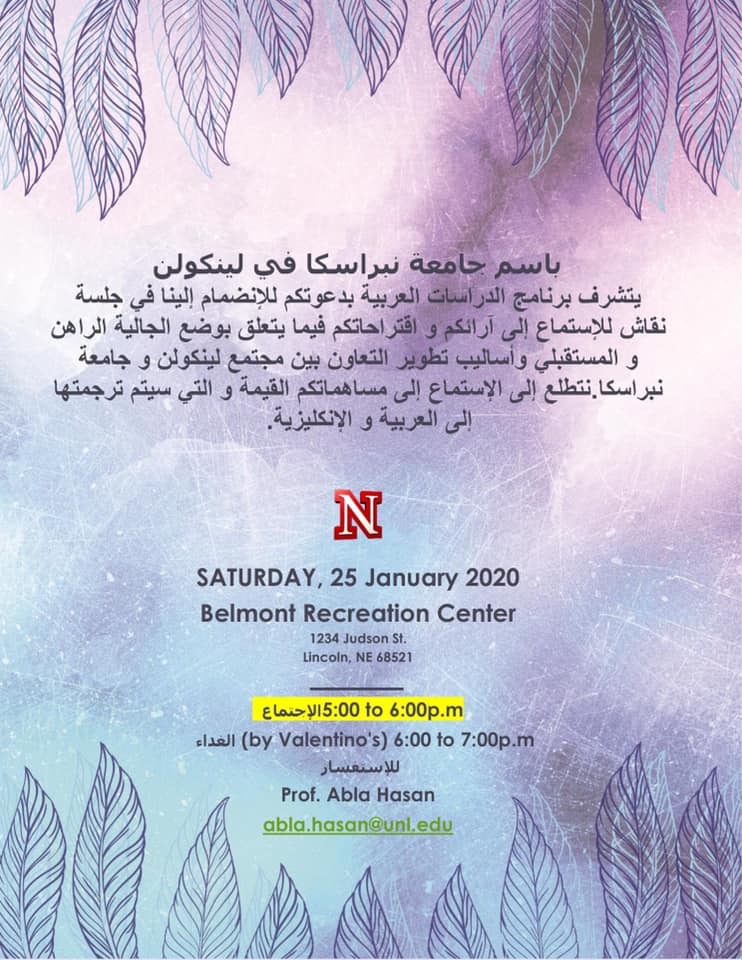 باسم جامعة نبراسكا في لينكولن
يتشرف برنامج الدراسات العربية بدعوتكم للإنضمام إلينا في جلسة
نقاش للإستماع إلى آرائكم و اقتراحاتكم فيما يتعلق بوضع الجالية الراهن
و المستقبلي وأساليب تطوير التعاون بين مجتمع لينكولن و جامعة
نبراسكا.نتطلع إلى الإستماع إلى مساهماتكم القيمة و التي سيتم ترجمتها
إلى العربية و الإنكليزية.
N
SATURDAY, 25 January 2020
Belmont Recreation Center
1234 Judson St.
Lincoln, NE 68521
الإجتماع5:00 to 6:00p.m
الغداء (by Valentino's) 6:00 to 7:00p.m
للإستفسار
Prof. Abla Hasan
abla.hasan@unl.edu